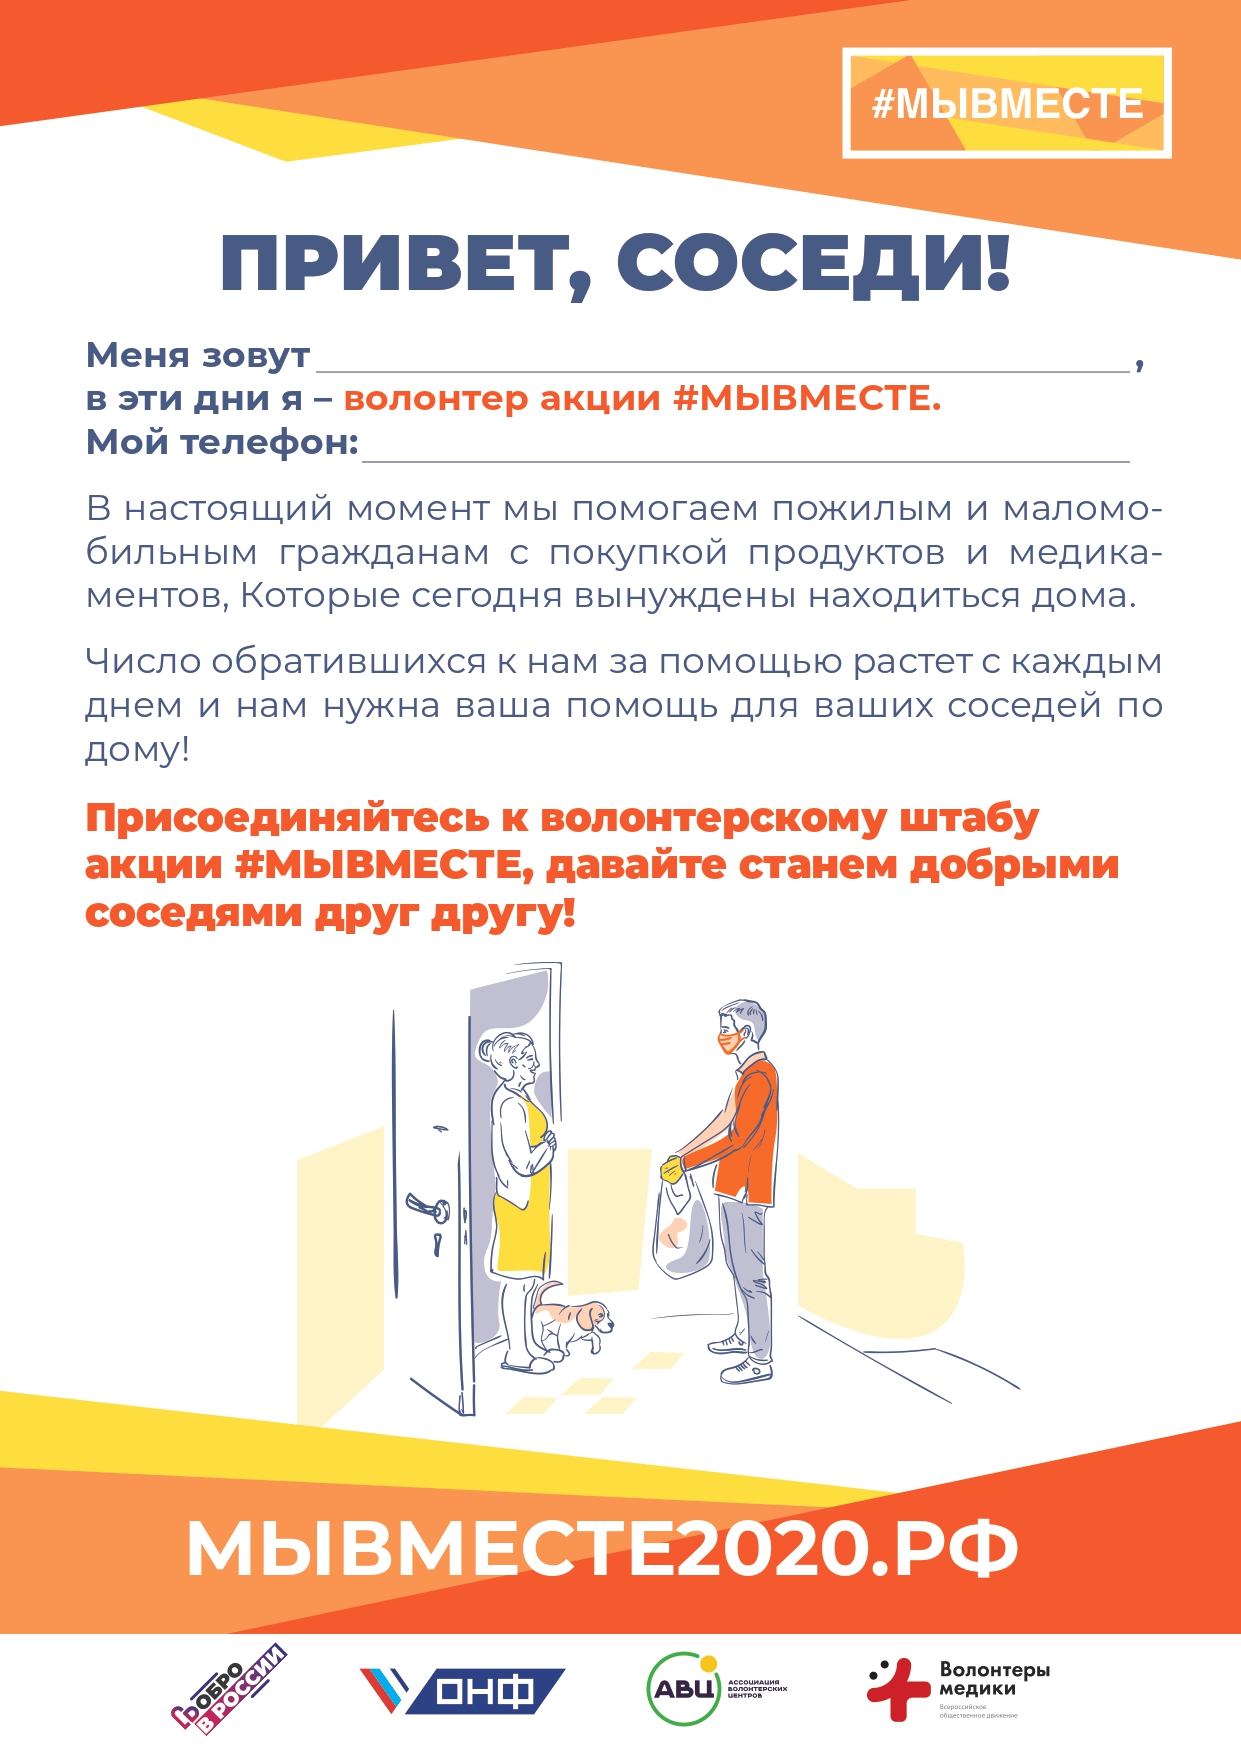 #МЫВМЕСТЕ
ПРИВЕТ, СОСЕДИ!
Меня зовут ,
в эти дни я – волонтер акции #МЫВМЕСТЕ.
Мой телефон:
В настоящий момент мы помогаем пожилым и маломо-
бильным гражданам с покупкой продуктов и медика-
ментов, Которые сегодня вынуждены находиться дома.
Число обратившихся к нам за помощью растет с каждым
днем и нам нужна ваша помощь для ваших соседей по
дому!
Присоединяйтесь к волонтерскому штабу
акции #МЫВМЕСТЕ, давайте станем добрыми
соседями друг другу!
МЫВМЕСТЕ2020.РФ
ДОБРО
В РОССИИ
ОНФ
АВЦ
АССОЦИАЦИЯ
ВОЛОНТЕРСКИХ
ЦЕНТРОВ
Волонтеры
медики
Всероссийское
общественное движение